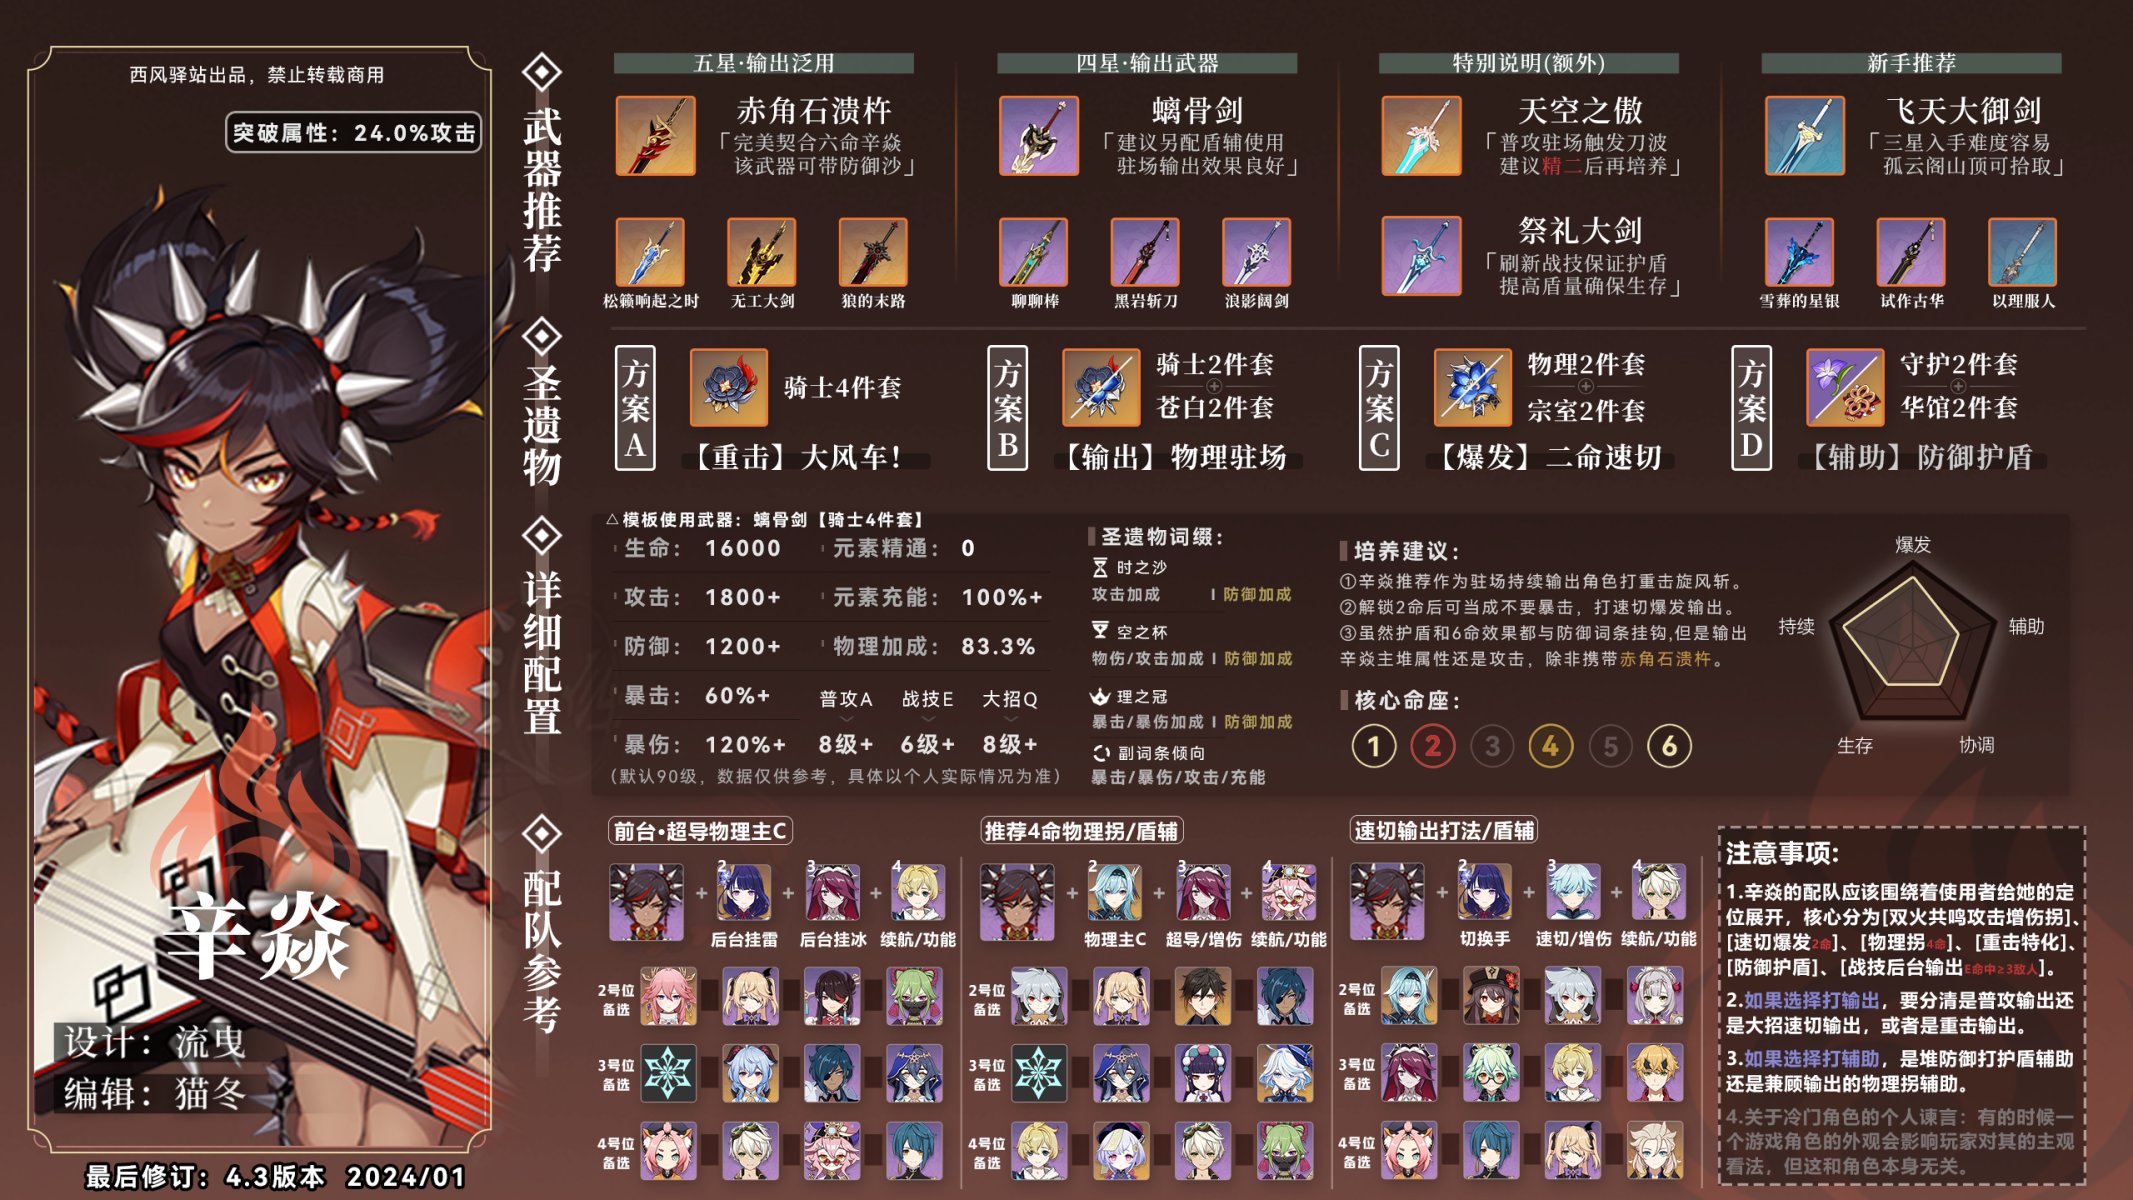 西风驿站出品，禁止转载商用
突破属性：24.0%攻击
辛焱
设计：流曳
编辑：猫冬
最后修订：4.3版本 2024/01
武器推荐
五星·输出泛用
赤角石溃杵
「完美契合六命辛焱
该武器可带防御沙」
松籁响起之时
无工大剑
狼的末路
四星·输出武器
螭骨剑
「建议另配盾辅使用
驻场输出效果良好」
聊聊棒
黑岩斩刀
浪影阔剑
特别说明(额外)
天空之傲
「普攻驻场触发刀波
建议精二后再培养」
祭礼大剑
「刷新战技保证护盾
提高盾量确保生存」
新手推荐
飞天大御剑
「三星入手难度容易
孤云阁山顶可拾取」
雪葬的星银
试作古华
以理服人
圣遗物
方案A
骑士4件套
【重击】大风车！
方案B
骑士2件套
苍白2件套
【输出】物理驻场
方案C
物理2件套
宗室2件套
【爆发】二命速切
方案D
守护2件套
华馆2件套
【辅助】防御护盾
详细配置
△模板使用武器：螭骨剑【骑士4件套】
生命： 16000 元素精通： 0
攻击： 1800+ 元素充能： 100%+
防御： 1200+ 物理加成： 83.3%
暴击： 60%+ 普攻A 战技E 大招Q
暴伤： 120%+ 8级+ 6级+ 8级+
（默认90级，数据仅供参考，具体以个人实际情况为准）
圣遗物词缀：
时之沙
攻击加成 | 防御加成
空之杯
物伤/攻击加成 | 防御加成
理之冠
暴击/暴伤加成 | 防御加成
副词条倾向
暴击/暴伤/攻击/充能
培养建议：
①辛焱推荐作为驻场持续输出角色打重击旋风斩。
②解锁2命后可当成不要暴击，打速切爆发输出。
③虽然护盾和6命效果都与防御词条挂钩,但是输出
辛焱主堆属性还是攻击，除非携带赤角石溃杵。
核心命座：
1 2 3 4 5 6
爆发
辅助
协调
生存
持续
配队参考
前台·超导物理主C
2 3 4
+ + +
后台挂雷 后台挂冰 续航/功能
2号位
备选
3号位
备选
4号位
备选
推荐4命物理拐/盾辅
2 3 4
+ + +
物理主C 超导/增伤 续航/功能
2号位
备选
3号位
备选
4号位
备选
速切输出打法/盾辅
2 3 4
+ + +
切换手 速切/增伤 续航/功能
2号位
备选
3号位
备选
4号位
备选
注意事项:
1.辛焱的配队应该围绕着使用者给她的定
位展开，核心分为[双火共鸣攻击增伤拐]、
[速切爆发2命]、[物理拐4命]、[重击特化]、
[防御护盾]、[战技后台输出E命中≥3敌人]。
2.如果选择打输出，要分清是普攻输出还
是大招速切输出，或者是重击输出。
3.如果选择打辅助，是堆防御打护盾辅助
还是兼顾输出的物理拐辅助。
4.关于冷门角色的个人谏言：有的时候一
个游戏角色的外观会影响玩家对其的主观
看法，但这和角色本身无关。